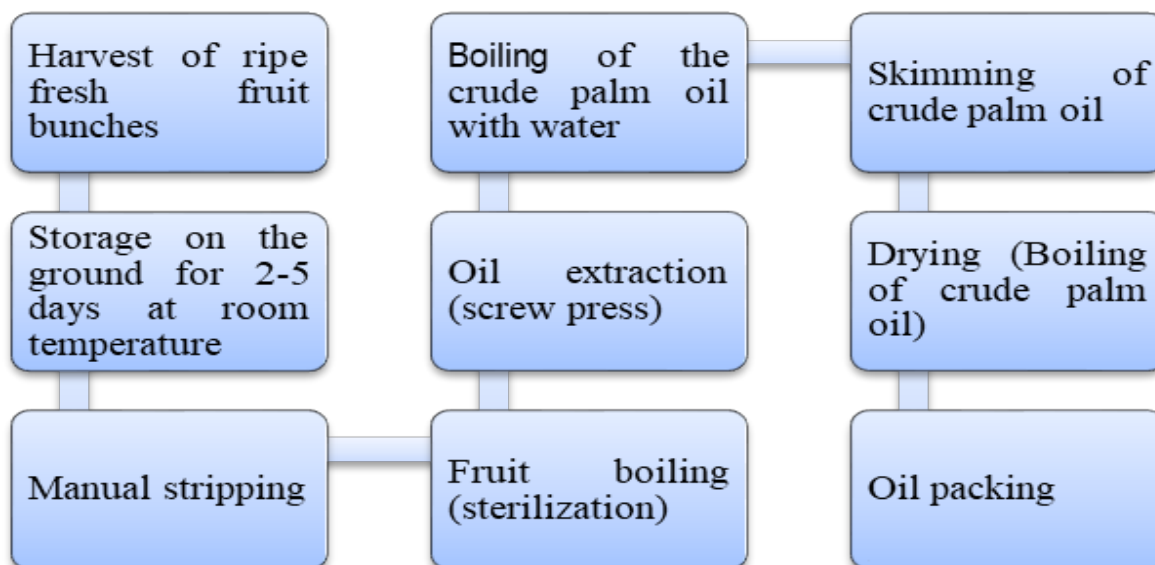 Harvest of ripe
fresh fruit
bunches
Storage on the
ground for 2-5
days at room
temperature
Manual stripping
Fruit boiling
(sterilization)
Oil extraction
(screw press)
Boiling of the
crude palm oil
with water
Skimming of
crude palm oil
Drying (Boiling
of crude palm
oil)
Oil packing